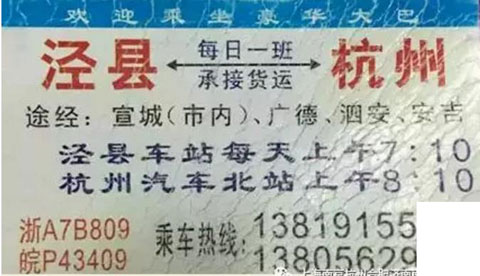 欢迎乘坐豪华大巴
泾县 每日一班 杭州
承接货运
途经：宣城(市内)、广德、泗安、安吉
泾县车站每天上午7:10
杭州汽车北站上午8:10
浙A7B809
皖P43409
乘车热线:
13819155
13805629